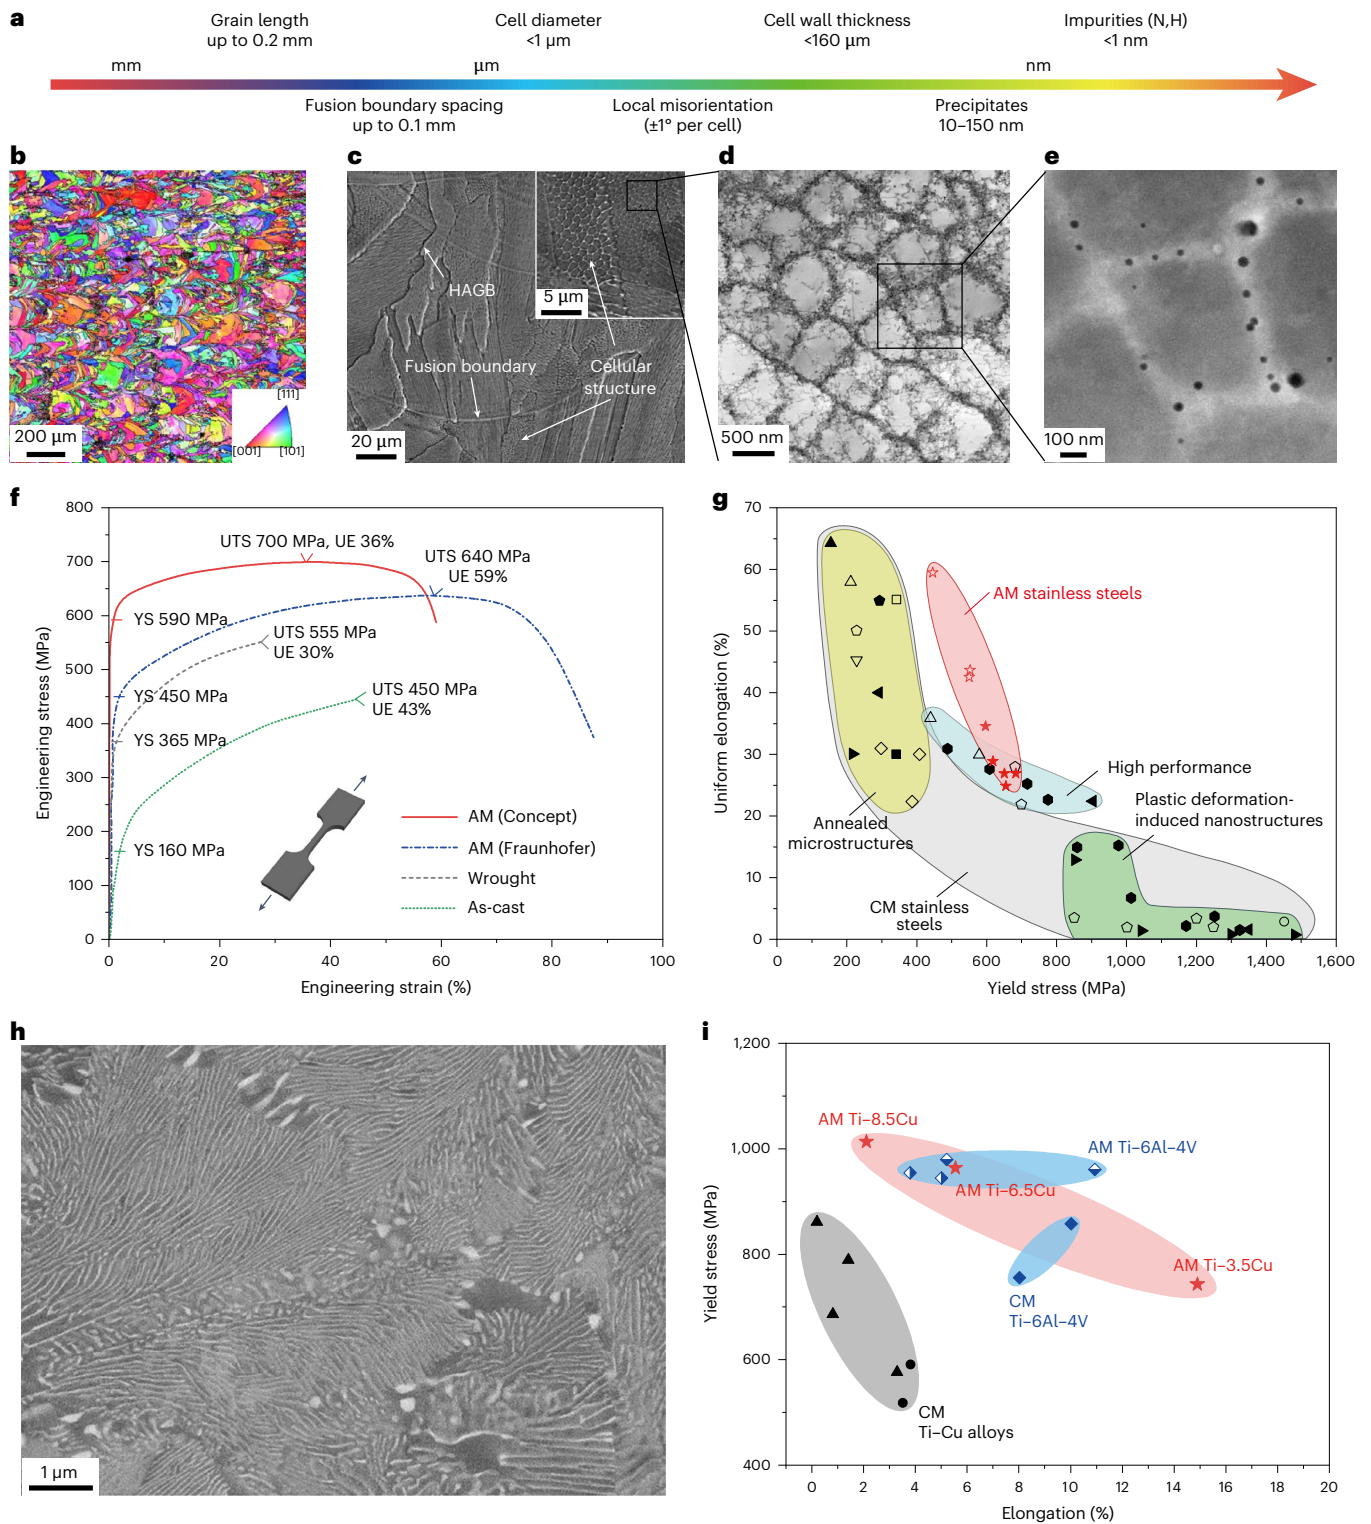 a
Grain length
up to 0.2 mm
Cell diameter
<1 µm
Cell wall thickness
<160 µm
Impurities (N,H)
<1 nm
mm
µm
nm
Fusion boundary spacing
up to 0.1 mm
Local misorientation
(±1° per cell)
Precipitates
10–150 nm
b
200 µm
[111]
[001]
[101]
c
HAGB
5 µm
Fusion boundary
Cellular
structure
20 µm
d
500 nm
e
100 nm
f
Engineering stress (MPa)
800
700
600
500
400
300
200
100
0
UTS 700 MPa, UE 36%
UTS 640 MPa
UE 59%
YS 590 MPa
UTS 555 MPa
UE 30%
YS 450 MPa
UTS 450 MPa
UE 43%
YS 365 MPa
YS 160 MPa
AM (Concept)
AM (Fraunhofer)
Wrought
As-cast
0
20
40
60
80
100
Engineering strain (%)
g
Uniform elongation (%)
70
60
50
40
30
20
10
0
AM stainless steels
High performance
Plastic deformation-
induced nanostructures
Annealed
microstructures
CM stainless
steels
0
200
400
600
800
1,000
1,200
1,400
1,600
Yield stress (MPa)
h
1 µm
i
Yield stress (MPa)
1,200
1,000
800
600
400
AM Ti–8.5Cu
AM Ti–6Al–4V
AM Ti–6.5Cu
AM Ti–3.5Cu
CM
Ti–6Al–4V
CM
Ti–Cu alloys
0
2
4
6
8
10
12
14
16
18
20
Elongation (%)